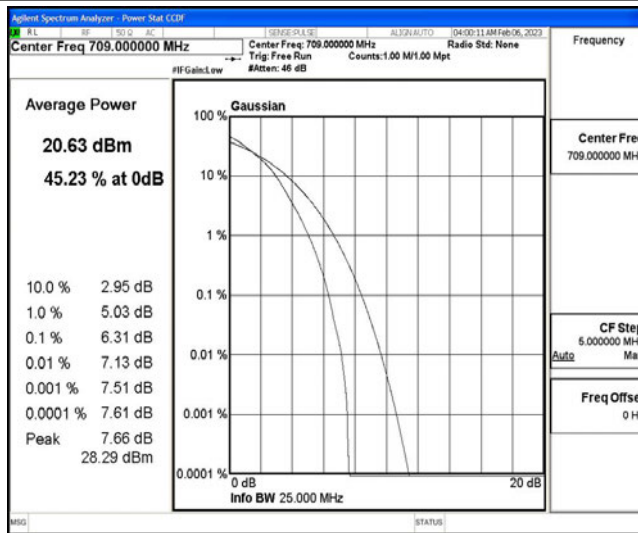 Agilent Spectrum Analyzer - Power Stat CCDF
RL RF 50 Ω AC SENSE:PULSE ALIGN AUTO 04:00:11 AM Feb 06, 2023
Center Freq 709.000000 MHz
Center Freq: 709.000000 MHz Radio Std: None
Trig: Free Run Counts:1.00 M/1.00 Mpt
#IFGain:Low #Atten: 46 dB
Frequency
Average Power
20.63 dBm
45.23 % at 0dB
10.0 % 2.95 dB
1.0 % 5.03 dB
0.1 % 6.31 dB
0.01 % 7.13 dB
0.001 % 7.51 dB
0.0001 % 7.61 dB
Peak 7.66 dB
28.29 dBm
Gaussian
100 %
10 %
1 %
0.1 %
0.01 %
0.001 %
0.0001 %
0 dB 20 dB
Info BW 25.000 MHz
Center Fre
709.000000 MH
CF Step
5.000000 MH
Auto Ma
Freq Offse
0 H
MSG STATUS